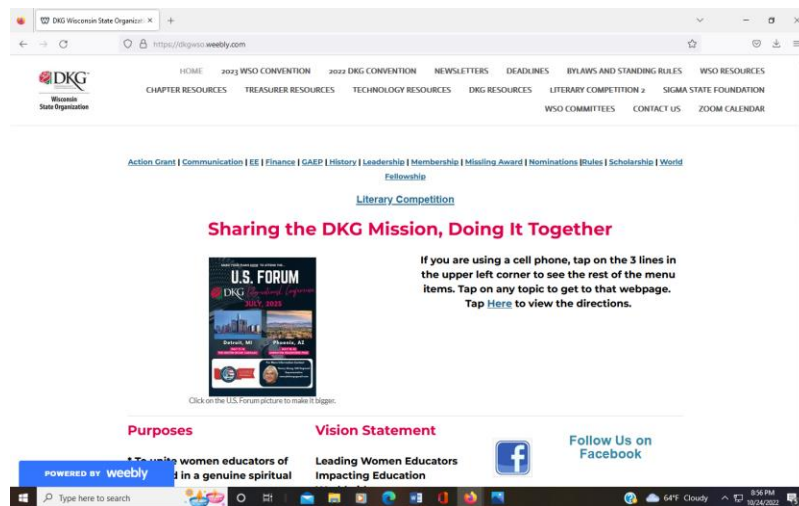 DKG Wisconsin State Organizati
https://dkgwso.weebly.com
DKG
Wisconsin
State Organization
HOME 2023 WSO CONVENTION 2022 DKG CONVENTION NEWSLETTERS DEADLINES BYLAWS AND STANDING RULES WSO RESOURCES
CHAPTER RESOURCES TREASURER RESOURCES TECHNOLOGY RESOURCES DKG RESOURCES LITERARY COMPETITION 2 SIGMA STATE FOUNDATION
WSO COMMITTEES CONTACT US ZOOM CALENDAR
Action Grant | Communication | EE | Finance | GAEP | History | Leadership | Membership | Missling Award | Nominations |Rules | Scholarship | World
Fellowship
Literary Competition
Sharing the DKG Mission, Doing It Together
U.S. FORUM
DKG
JULY, 2023
Detroit, MI Phoenix, AZ
Click on the U.S. Forum picture to make it bigger.
If you are using a cell phone, tap on the 3 lines in
the upper left corner to see the rest of the menu
items. Tap on any topic to get to that webpage.
Tap Here to view the directions.
Purposes
* To unite women educators of
in a genuine spiritual
Vision Statement
Leading Women Educators
Impacting Education
Follow Us on
Facebook
POWERED BY weebly
Type here to search
64°F Cloudy
8:56 PM
10/24/2022